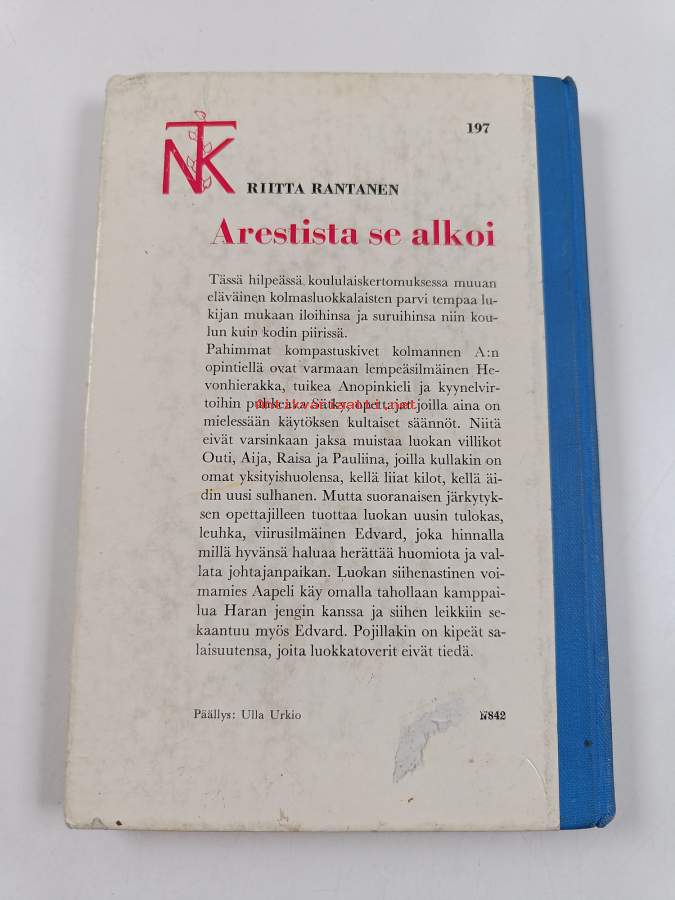 197
NTK
RIITTA RANTANEN
Arestista se alkoi
Tässä hilpeässä koululaiskertomuksessa muuan
eläväinen kolmasluokkalaisten parvi tempaa lu-
kijan mukaan iloihinsa ja suruihinsa niin kou-
lun kuin kodin piirissä.
Pahimmat kompastuskivet kolmannen A:n
opintiellä ovat varmaan lempeäsilmäinen He-
vonhierakka, tuikea Anopinkieli ja kyynelvir-
toihin opettajat joilla aina on
antikvariaatti.net
mielessään käytöksen kultaiset säännöt. Niitä
eivät varsinkaan jaksa muistaa luokan villikot
Outi, Aija, Raisa ja Pauliina, joilla kullakin on
omat yksityishuolensa, kellä liiat kilot, kellä äi-
din uusi sulhanen. Mutta suoranaisen järkytyk-
sen opettajilleen tuottaa luokan uusin tulokas,
leuhka, viirusilmäinen Edvard, joka hinnalla
millä hyvänsä haluaa herättää huomiota ja val-
lata johtajanpaikan. Luokan siihenastinen voi-
mamies Aapeli käy omalla tahollaan kamppai-
lua Haran jengin kanssa ja siihen leikkiin se-
kaantuu myös Edvard. Pojillakin on kipeät sa-
laisuutensa, joita luokkatoverit eivät tiedä.
Päällys: Ulla Urkio
N842